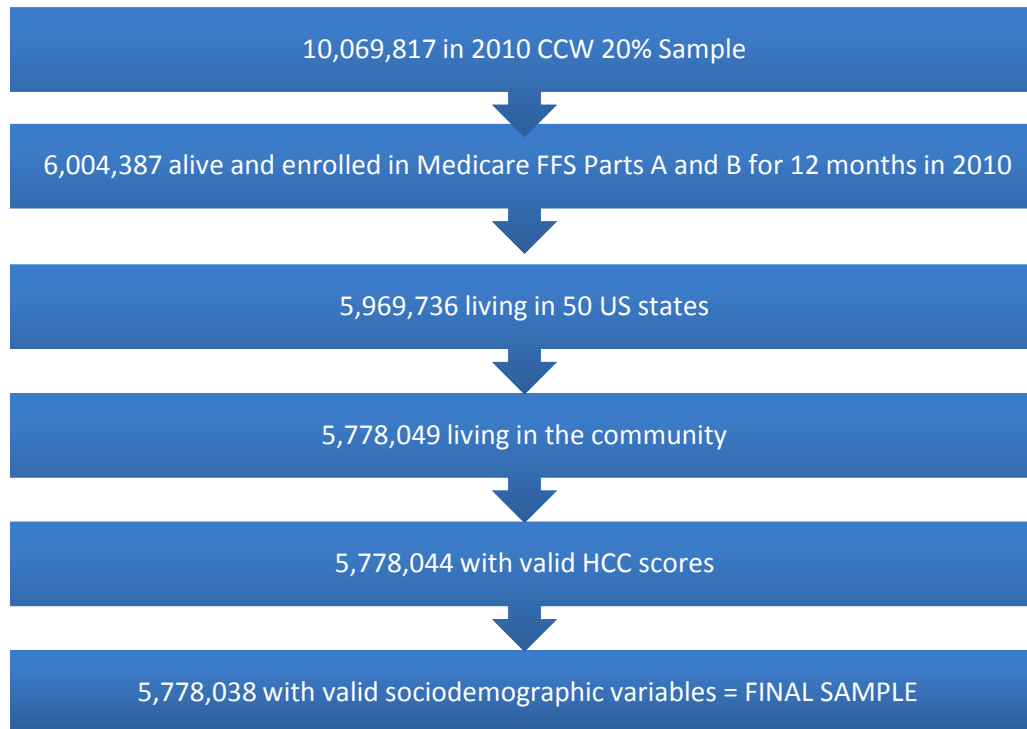 10,069,817 in 2010 CCW 20% Sample
6,004,387 alive and enrolled in Medicare FFS Parts A and B for 12 months in 2010
5,969,736 living in 50 US states
5,778,049 living in the community
5,778,044 with valid HCC scores
5,778,038 with valid sociodemographic variables = FINAL SAMPLE